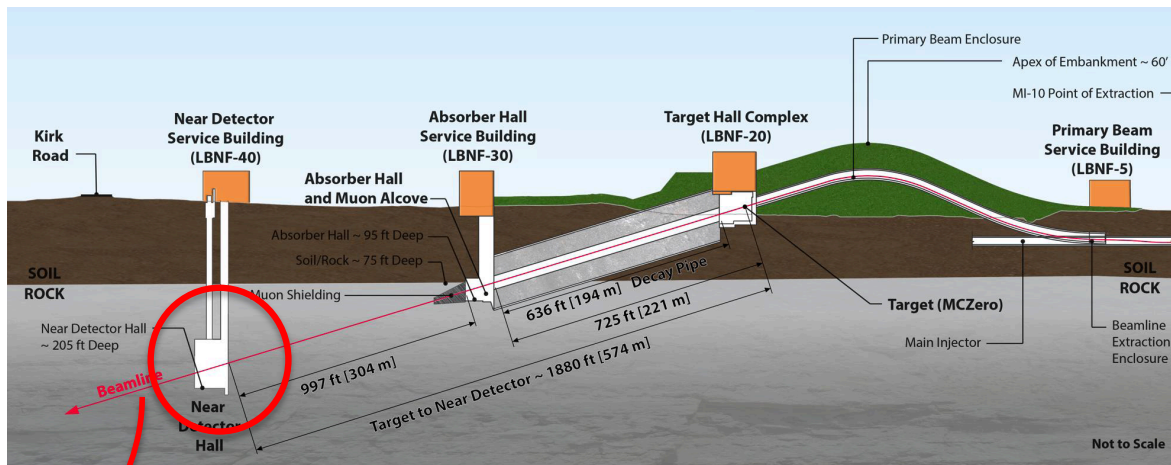 Primary Beam Enclosure
Apex of Embankment ~ 60'
MI-10 Point of Extraction
Kirk
Road
Near Detector
Service Building
(LBNF-40)
Absorber Hall
Service Building
(LBNF-30)
Target Hall Complex
(LBNF-20)
Primary Beam
Service Building
(LBNF-5)
Absorber Hall
and Muon Alcove
Absorber Hall ~ 95 ft Deep
Soil/Rock ~ 75 ft Deep
SOIL
ROCK
Muon Shielding
636 ft [194 m] Decay Pipe
725 ft [221 m]
Target (MCZero)
SOIL
ROCK
Near Detector Hall
~ 205 ft Deep
Main Injector
Beamline
Extraction
Enclosure
Beamline
997 ft [304 m]
Target to Near Detector ~ 1880 ft [574 m]
Near
Detector
Hall
Not to Scale